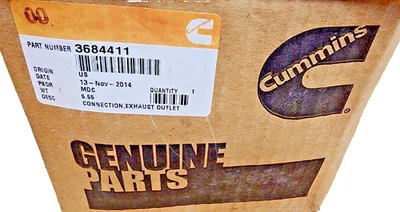 00
PART NUMBER 3684411
ORIGIN US
DATE 13-Nov-2014
PKGR MDC QUANTITY 1
WT 5.55
DESC CONNECTION,EXHAUST OUTLET
Cummins
GENUINE
PARTS